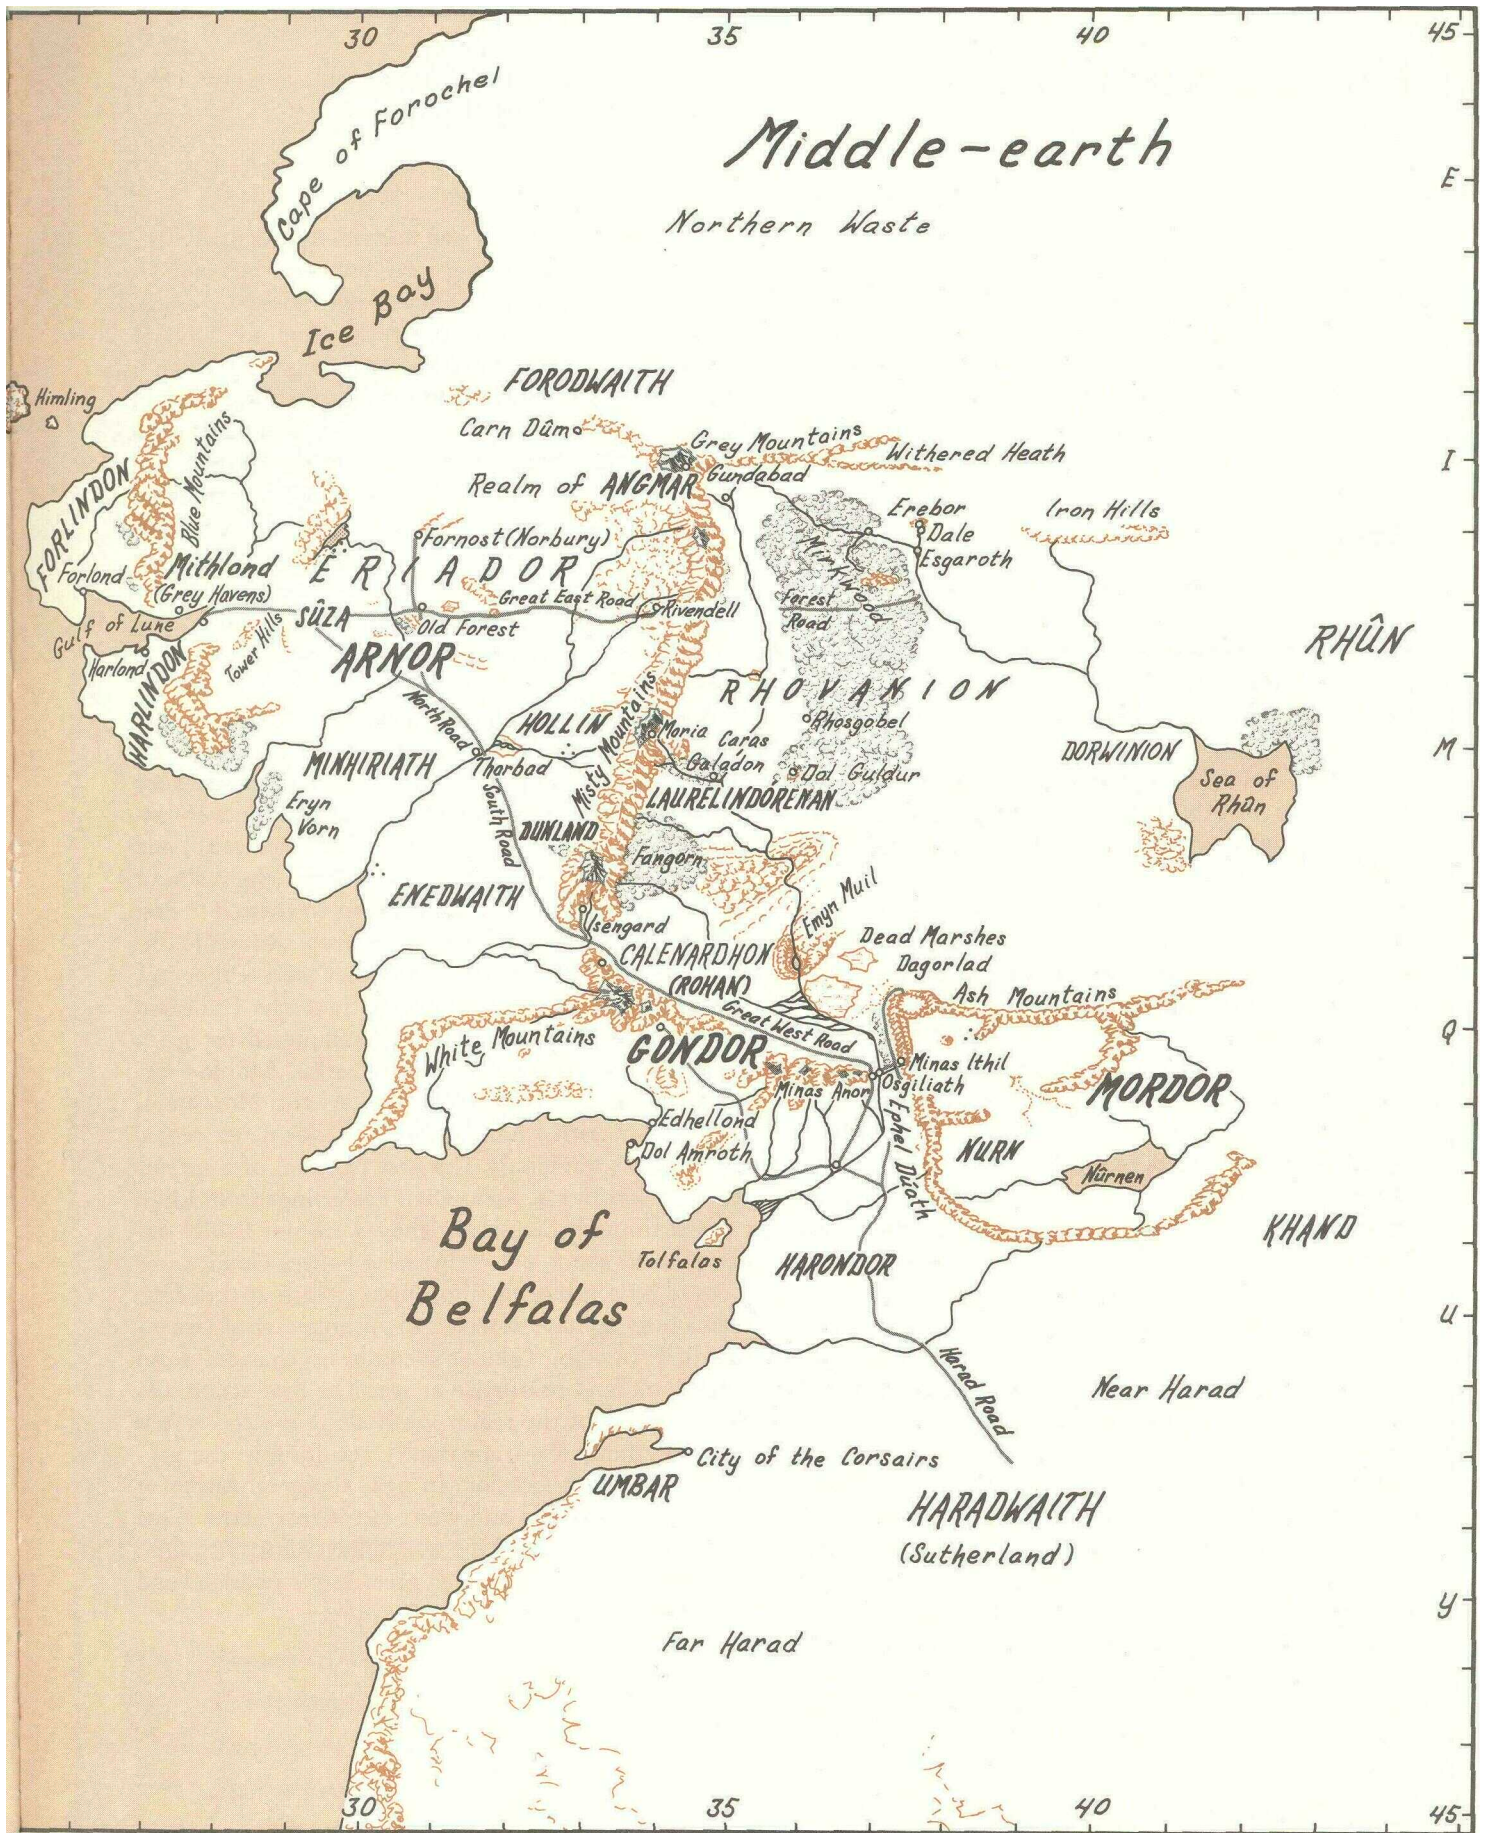 30 35 40 45
Cape of Forochel
Middle-earth
E
Northern Waste
Ice Bay
Himling
FORODWAITH
Carn Dûm
Grey Mountains
Withered Heath
I
Gundabad
Realm of ANGMAR
Blue Mountains
FORLINDON
Erebor
Dale
Esgaroth
Iron Hills
Fornost (Norbury)
Mirkwood
Forlond
Mithlond
(Grey Havens)
ERIADOR
Great East Road
Rivendell
Forest
Road
Gulf of Lune
SÛZA
Old Forest
RHÛN
Harlond
HARLINDON
Tower Hills
ARNOR
RHOVANION
North Road
HOLLIN
Misty Mountains
Moria
Rhosgobel
Caras
Galadon
Dol Guldur
DORWINION
M
MINHIRIATH
Tharbad
LAURELINDÓRENAN
Sea of
Rhûn
Eryn
Vorn
South Road
DUNLAND
Fangorn
ENEDWAITH
Isengard
Emyn Muil
Dead Marshes
Dagorlad
CALENARDHON
(ROHAN)
Ash Mountains
Great West Road
White Mountains
GONDOR
Q
Minas Ithil
Osgiliath
Minas Anor
MORDOR
Edhellond
Dol Amroth
Ephel Dúath
NURN
Nûrnen
Bay of
Belfalas
Tolfalas
HARONDOR
KHAND
U
Harad Road
Near Harad
City of the Corsairs
UMBAR
HARADWAITH
(Sutherland)
Y
Far Harad
30 35 40 45